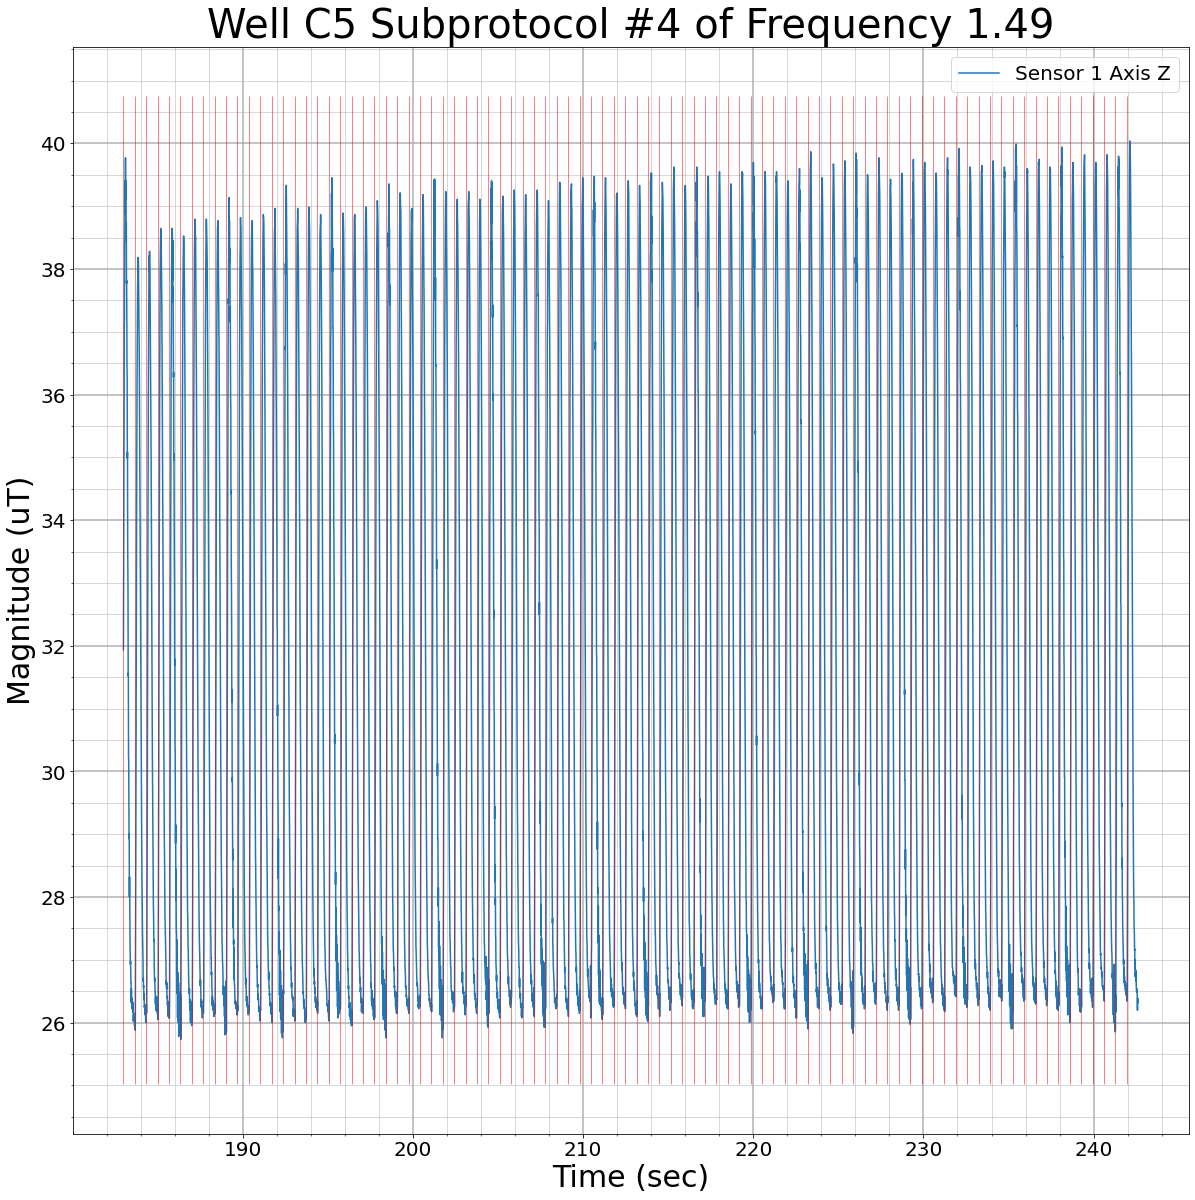 Well C5 Subprotocol #4 of Frequency 1.49
Sensor 1 Axis Z
40
38
36
34
32
30
28
26
Magnitude (uT)
190 200 210 220 230 240
Time (sec)